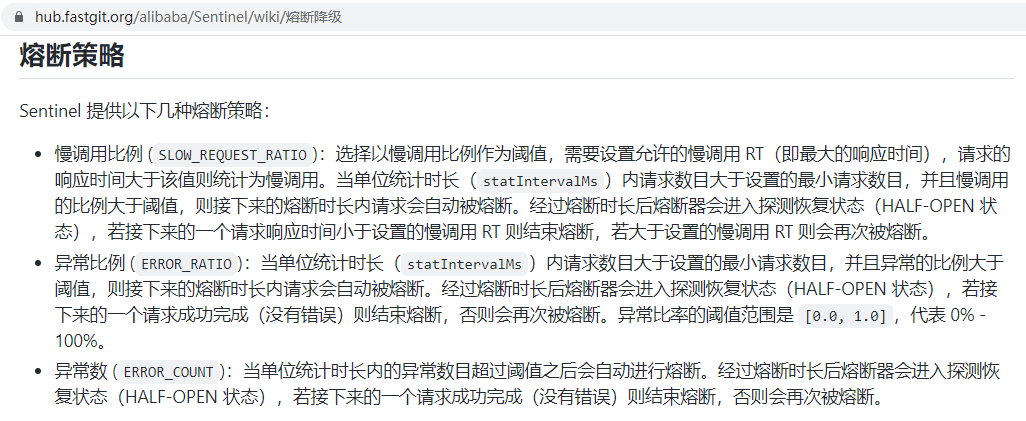 hub.fastgit.org/alibaba/Sentinel/wiki/熔断降级
熔断策略
Sentinel 提供以下几种熔断策略：
• 慢调用比例 (SLOW_REQUEST_RATIO)：选择以慢调用比例作为阈值，需要设置允许的慢调用 RT（即最大的响应时间），请求的
响应时间大于该值则统计为慢调用。当单位统计时长（statIntervalMs）内请求数目大于设置的最小请求数目，并且慢调用
的比例大于阈值，则接下来的熔断时长内请求会自动被熔断。经过熔断时长后熔断器会进入探测恢复状态（HALF-OPEN 状
态），若接下来的一个请求响应时间小于设置的慢调用 RT 则结束熔断，若大于设置的慢调用 RT 则会再次被熔断。
• 异常比例 (ERROR_RATIO)：当单位统计时长（statIntervalMs）内请求数目大于设置的最小请求数目，并且异常的比例大于
阈值，则接下来的熔断时长内请求会自动被熔断。经过熔断时长后熔断器会进入探测恢复状态（HALF-OPEN 状态），若接
下来的一个请求成功完成（没有错误）则结束熔断，否则会再次被熔断。异常比率的阈值范围是 [0.0, 1.0]，代表 0% -
100%。
• 异常数 (ERROR_COUNT)：当单位统计时长内的异常数目超过阈值之后会自动进行熔断。经过熔断时长后熔断器会进入探测恢
复状态（HALF-OPEN 状态），若接下来的一个请求成功完成（没有错误）则结束熔断，否则会再次被熔断。